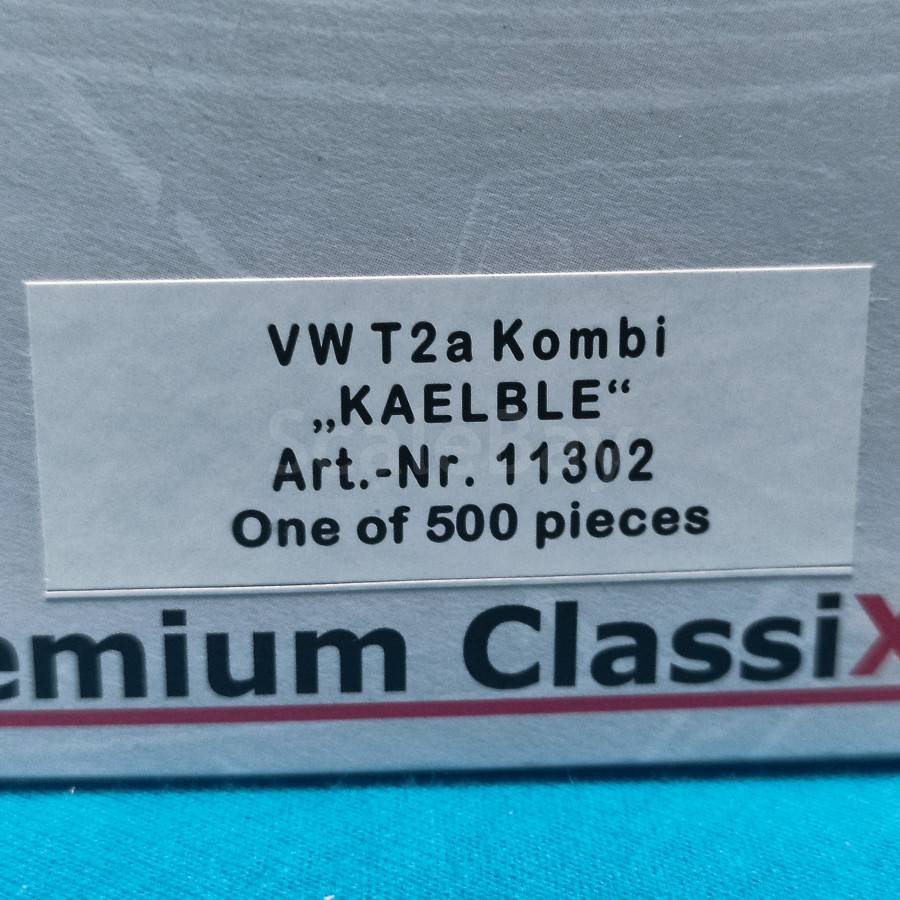 VW T2a Kombi
„KAELBLE“
Art.-Nr. 11302
One of 500 pieces
emium ClassiX